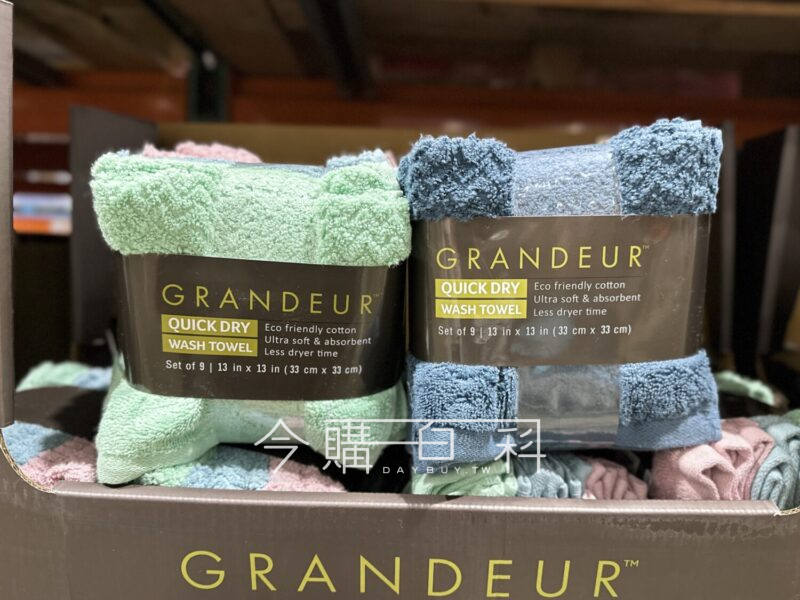 GRANDEUR™
QUICK DRY
WASH TOWEL
Eco friendly cotton
Ultra soft & absorbent
Less dryer time
Set of 9 | 13 in x 13 in (33 cm x 33 cm)
GRANDEUR™
QUICK DRY
WASH TOWEL
Eco friendly cotton
Ultra soft & absorbent
Less dryer time
Set of 9 | 13 in x 13 in (33 cm x 33 cm)
今購百科
DAYBUY.TW
GRANDEUR™